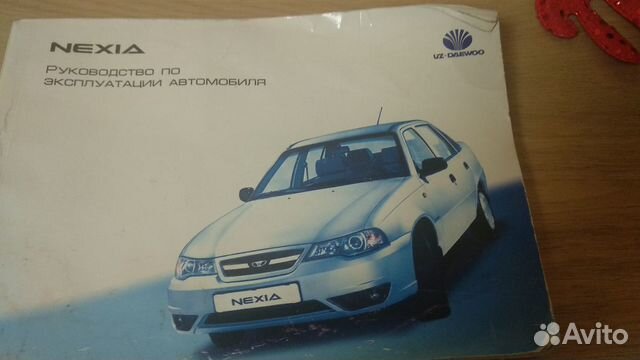 NEXIA
UZ-DAEWOO
РУКОВОДСТВО ПО
ЭКСПЛУАТАЦИИ АВТОМОБИЛЯ
NEXIA
Avito